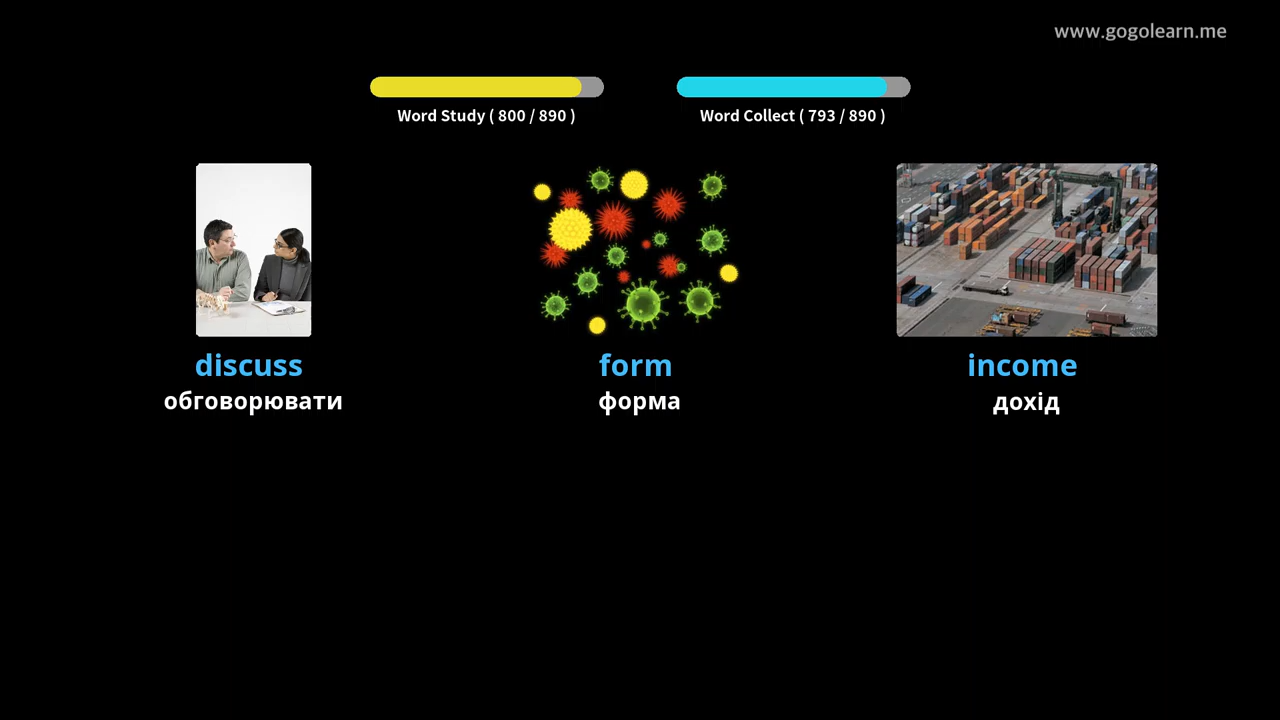 www.gogolearn.me
Word Study ( 800 / 890 )
Word Collect ( 793 / 890 )
discuss
обговорювати
form
форма
income
дохід